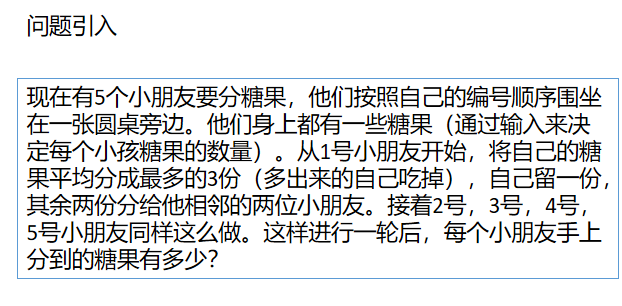 问题引入
现在有5个小朋友要分糖果，他们按照自己的编号顺序围坐
在一张圆桌旁边。他们身上都有一些糖果（通过输入来决
定每个小孩糖果的数量）。从1号小朋友开始，将自己的糖
果平均分成最多的3份（多出来的自己吃掉），自己留一份，
其余两份分给他相邻的两位小朋友。接着2号，3号，4号，
5号小朋友同样这么做。这样进行一轮后，每个小朋友手上
分到的糖果有多少？